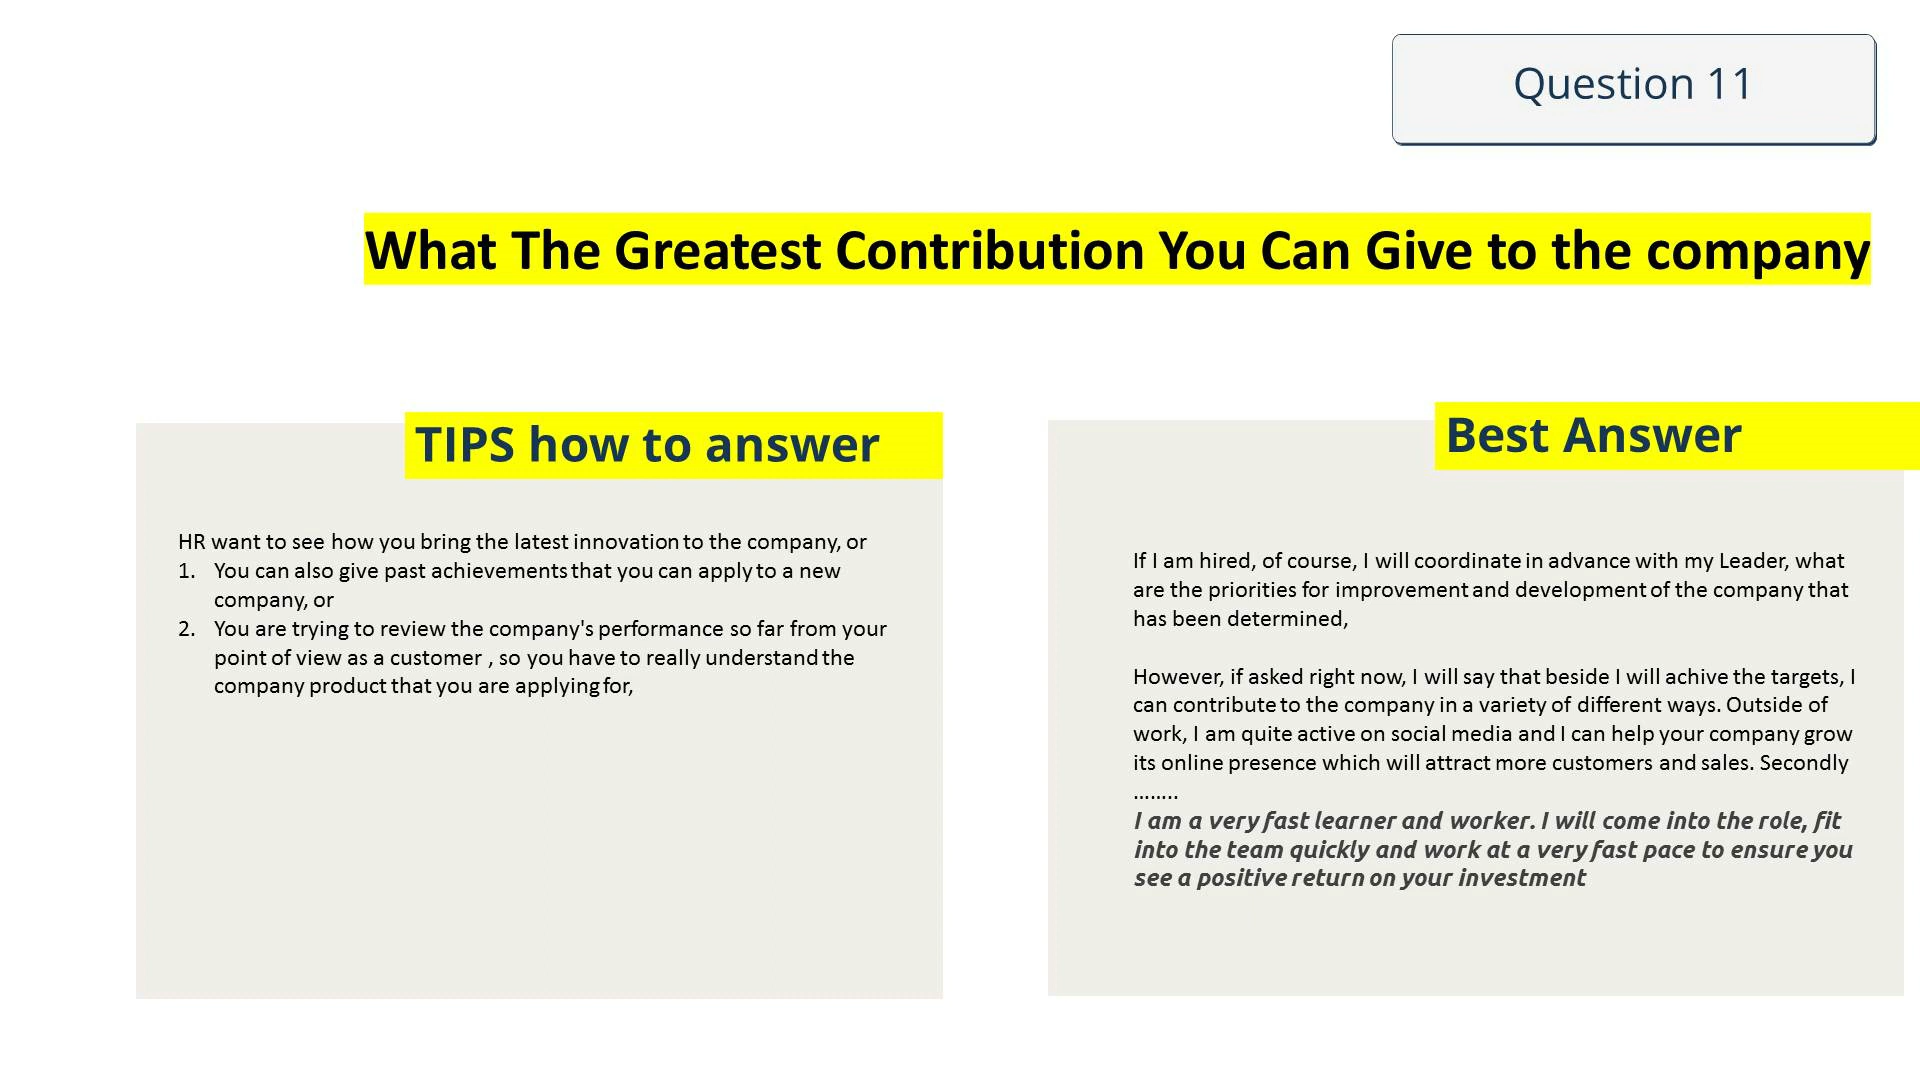 Question 11
What The Greatest Contribution You Can Give to the company
TIPS how to answer
HR want to see how you bring the latest innovation to the company, or
1. You can also give past achievements that you can apply to a new
company, or
2. You are trying to review the company's performance so far from your
point of view as a customer , so you have to really understand the
company product that you are applying for,
Best Answer
If I am hired, of course, I will coordinate in advance with my Leader, what
are the priorities for improvement and development of the company that
has been determined,
However, if asked right now, I will say that beside I will achive the targets, I
can contribute to the company in a variety of different ways. Outside of
work, I am quite active on social media and I can help your company grow
its online presence which will attract more customers and sales. Secondly
........
I am a very fast learner and worker. I will come into the role, fit
into the team quickly and work at a very fast pace to ensure you
see a positive return on your investment